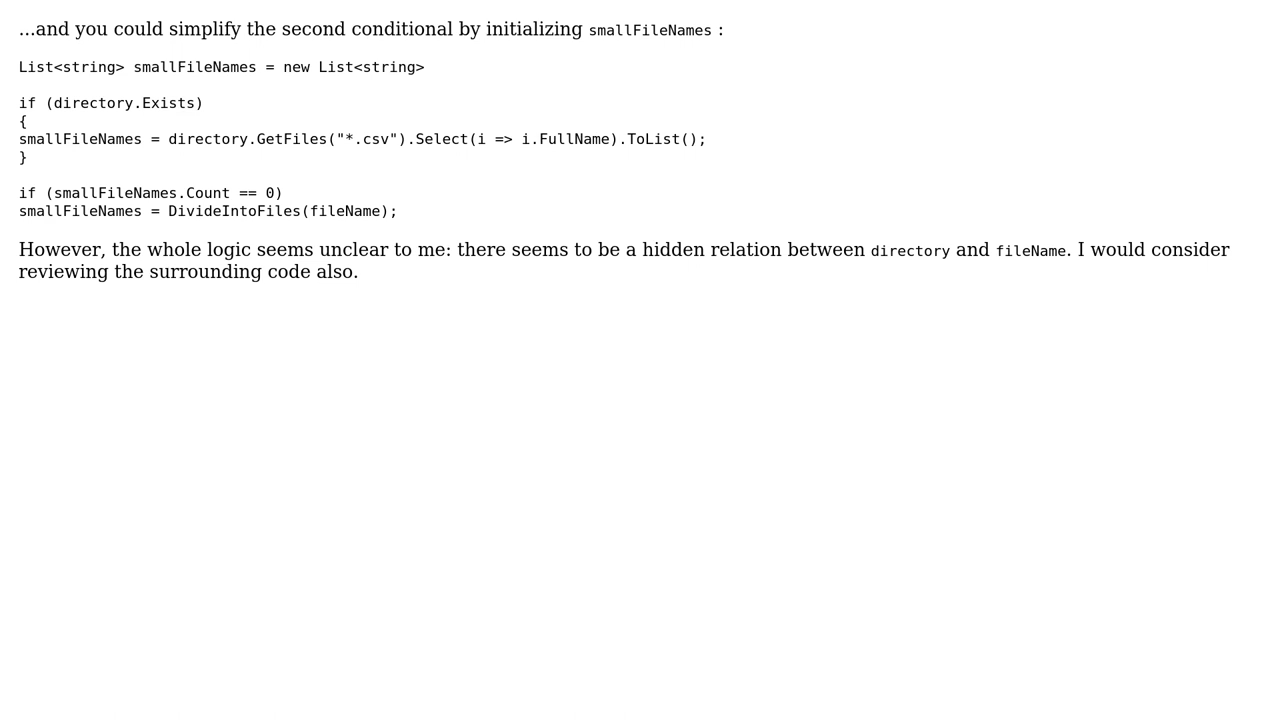 ...and you could simplify the second conditional by initializing smallFileNames :
List<string> smallFileNames = new List<string>
if (directory.Exists)
{
smallFileNames = directory.GetFiles("*.csv").Select(i => i.FullName).ToList();
}
if (smallFileNames.Count == 0)
smallFileNames = DivideIntoFiles(fileName);
However, the whole logic seems unclear to me: there seems to be a hidden relation between directory and fileName. I would consider
reviewing the surrounding code also.